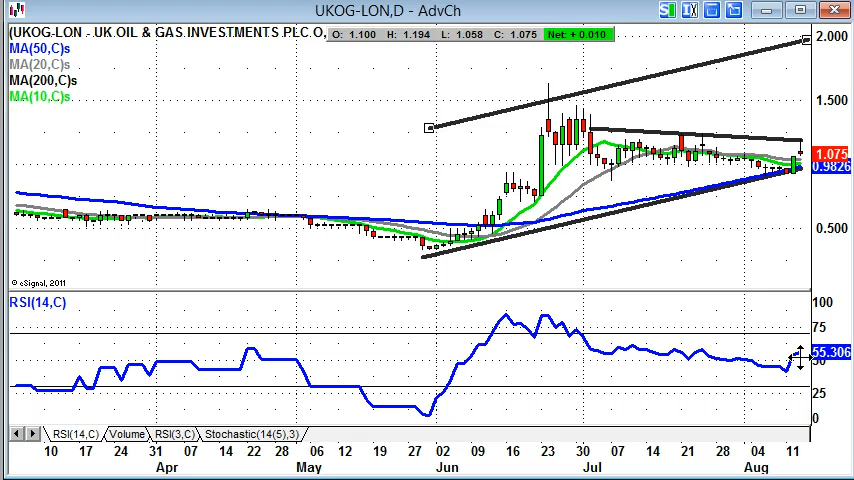 UKOG-LON,D - AdvCh
(UKOG-LON - UK OIL & GAS INVESTMENTS PLC O,
O: 1.100 H: 1.194 L: 1.058 C: 1.075 Net: + 0.010
MA(50,C)s
MA(20,C)s
MA(200,C)s
MA(10,C)s
2.000
1.500
1.075
0.9826
0.500
© eSignal, 2011
RSI(14,C)
100
75
55.306
25
0
RSI(14,C) Volume RSI(3,C) Stochastic(14(5),3)
10 17 24 31 07 14 22 28 06 12 19 27 02 09 16 23 30 07 14 21 28 04 11
Apr May Jun Jul Aug